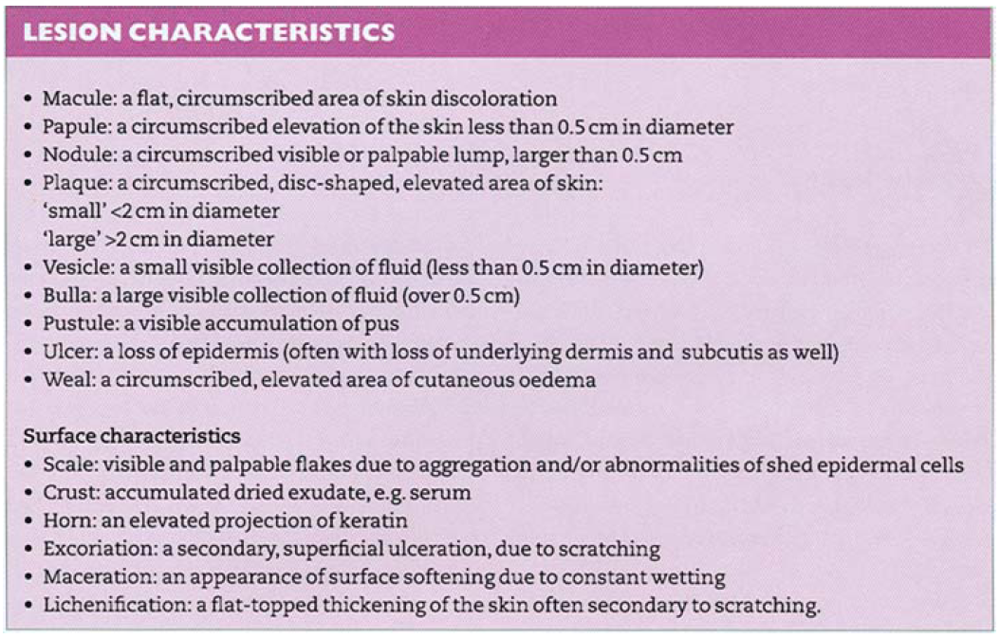 LESION CHARACTERISTICS
• Macule: a flat, circumscribed area of skin discoloration
• Papule: a circumscribed elevation of the skin less than 0.5 cm in diameter
• Nodule: a circumscribed visible or palpable lump, larger than 0.5 cm
• Plaque: a circumscribed, disc-shaped, elevated area of skin:
'small' <2 cm in diameter
'large' >2 cm in diameter
• Vesicle: a small visible collection of fluid (less than 0.5 cm in diameter)
• Bulla: a large visible collection of fluid (over 0.5 cm)
• Pustule: a visible accumulation of pus
• Ulcer: a loss of epidermis (often with loss of underlying dermis and subcutis as well)
• Weal: a circumscribed, elevated area of cutaneous oedema
Surface characteristics
• Scale: visible and palpable flakes due to aggregation and/or abnormalities of shed epidermal cells
• Crust: accumulated dried exudate, e.g. serum
• Horn: an elevated projection of keratin
• Excoriation: a secondary, superficial ulceration, due to scratching
• Maceration: an appearance of surface softening due to constant wetting
• Lichenification: a flat-topped thickening of the skin often secondary to scratching.